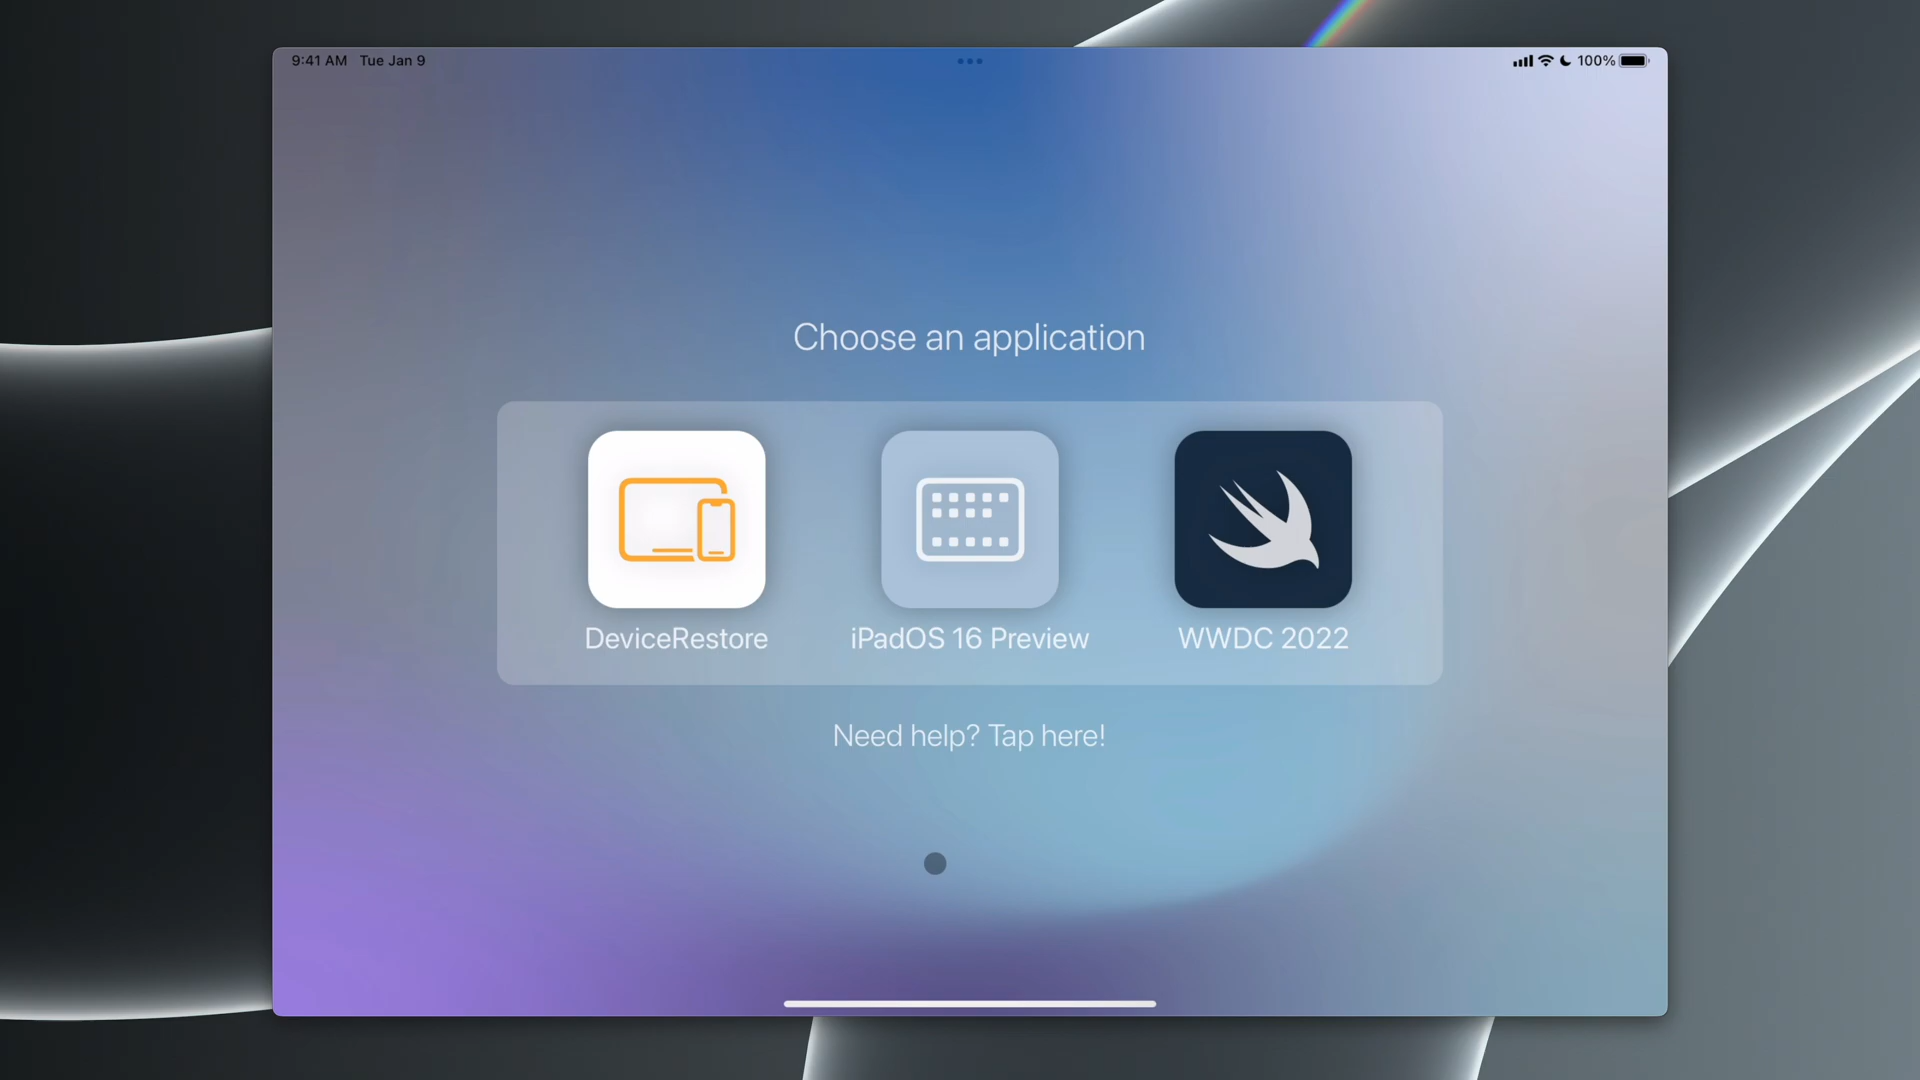 9:41 AM Tue Jan 9
100%
Choose an application
DeviceRestore
iPadOS 16 Preview
WWDC 2022
Need help? Tap here!